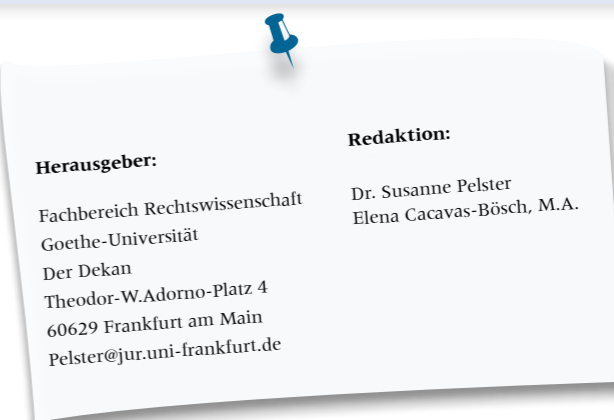 Herausgeber:
Fachbereich Rechtswissenschaft
Goethe-Universität
Der Dekan
Theodor-W.Adorno-Platz 4
60629 Frankfurt am Main
Pelster@jur.uni-frankfurt.de
Redaktion:
Dr. Susanne Pelster
Elena Cacavas-Bösch, M.A.